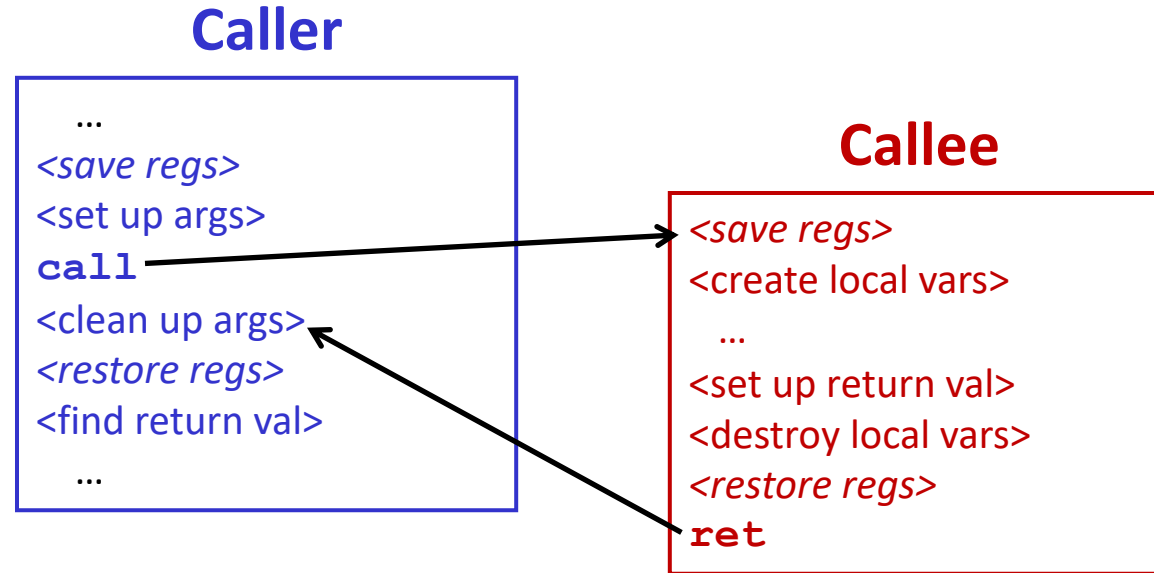 Caller
...
<save regs>
<set up args>
call
<clean up args>
<restore regs>
<find return val>
...
Callee
<save regs>
<create local vars>
...
<set up return val>
<destroy local vars>
<restore regs>
ret